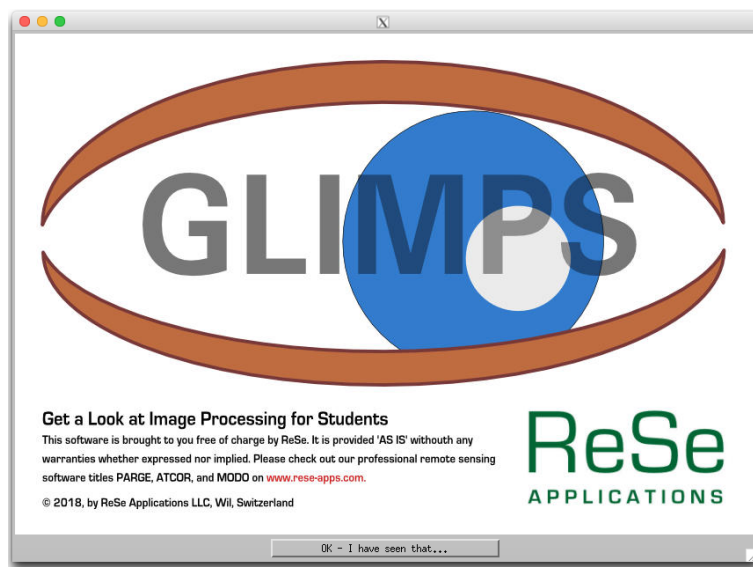 X
GLIMPS
Get a Look at Image Processing for Students
This software is brought to you free of charge by ReSe. It is provided 'AS IS' withouth any
warranties whether expressed nor implied. Please check out our professional remote sensing
software titles PARGE, ATCOR, and MODO on www.rese-apps.com.
© 2018, by ReSe Applications LLC, Wil, Switzerland
ReSe
APPLICATIONS
OK - I have seen that...